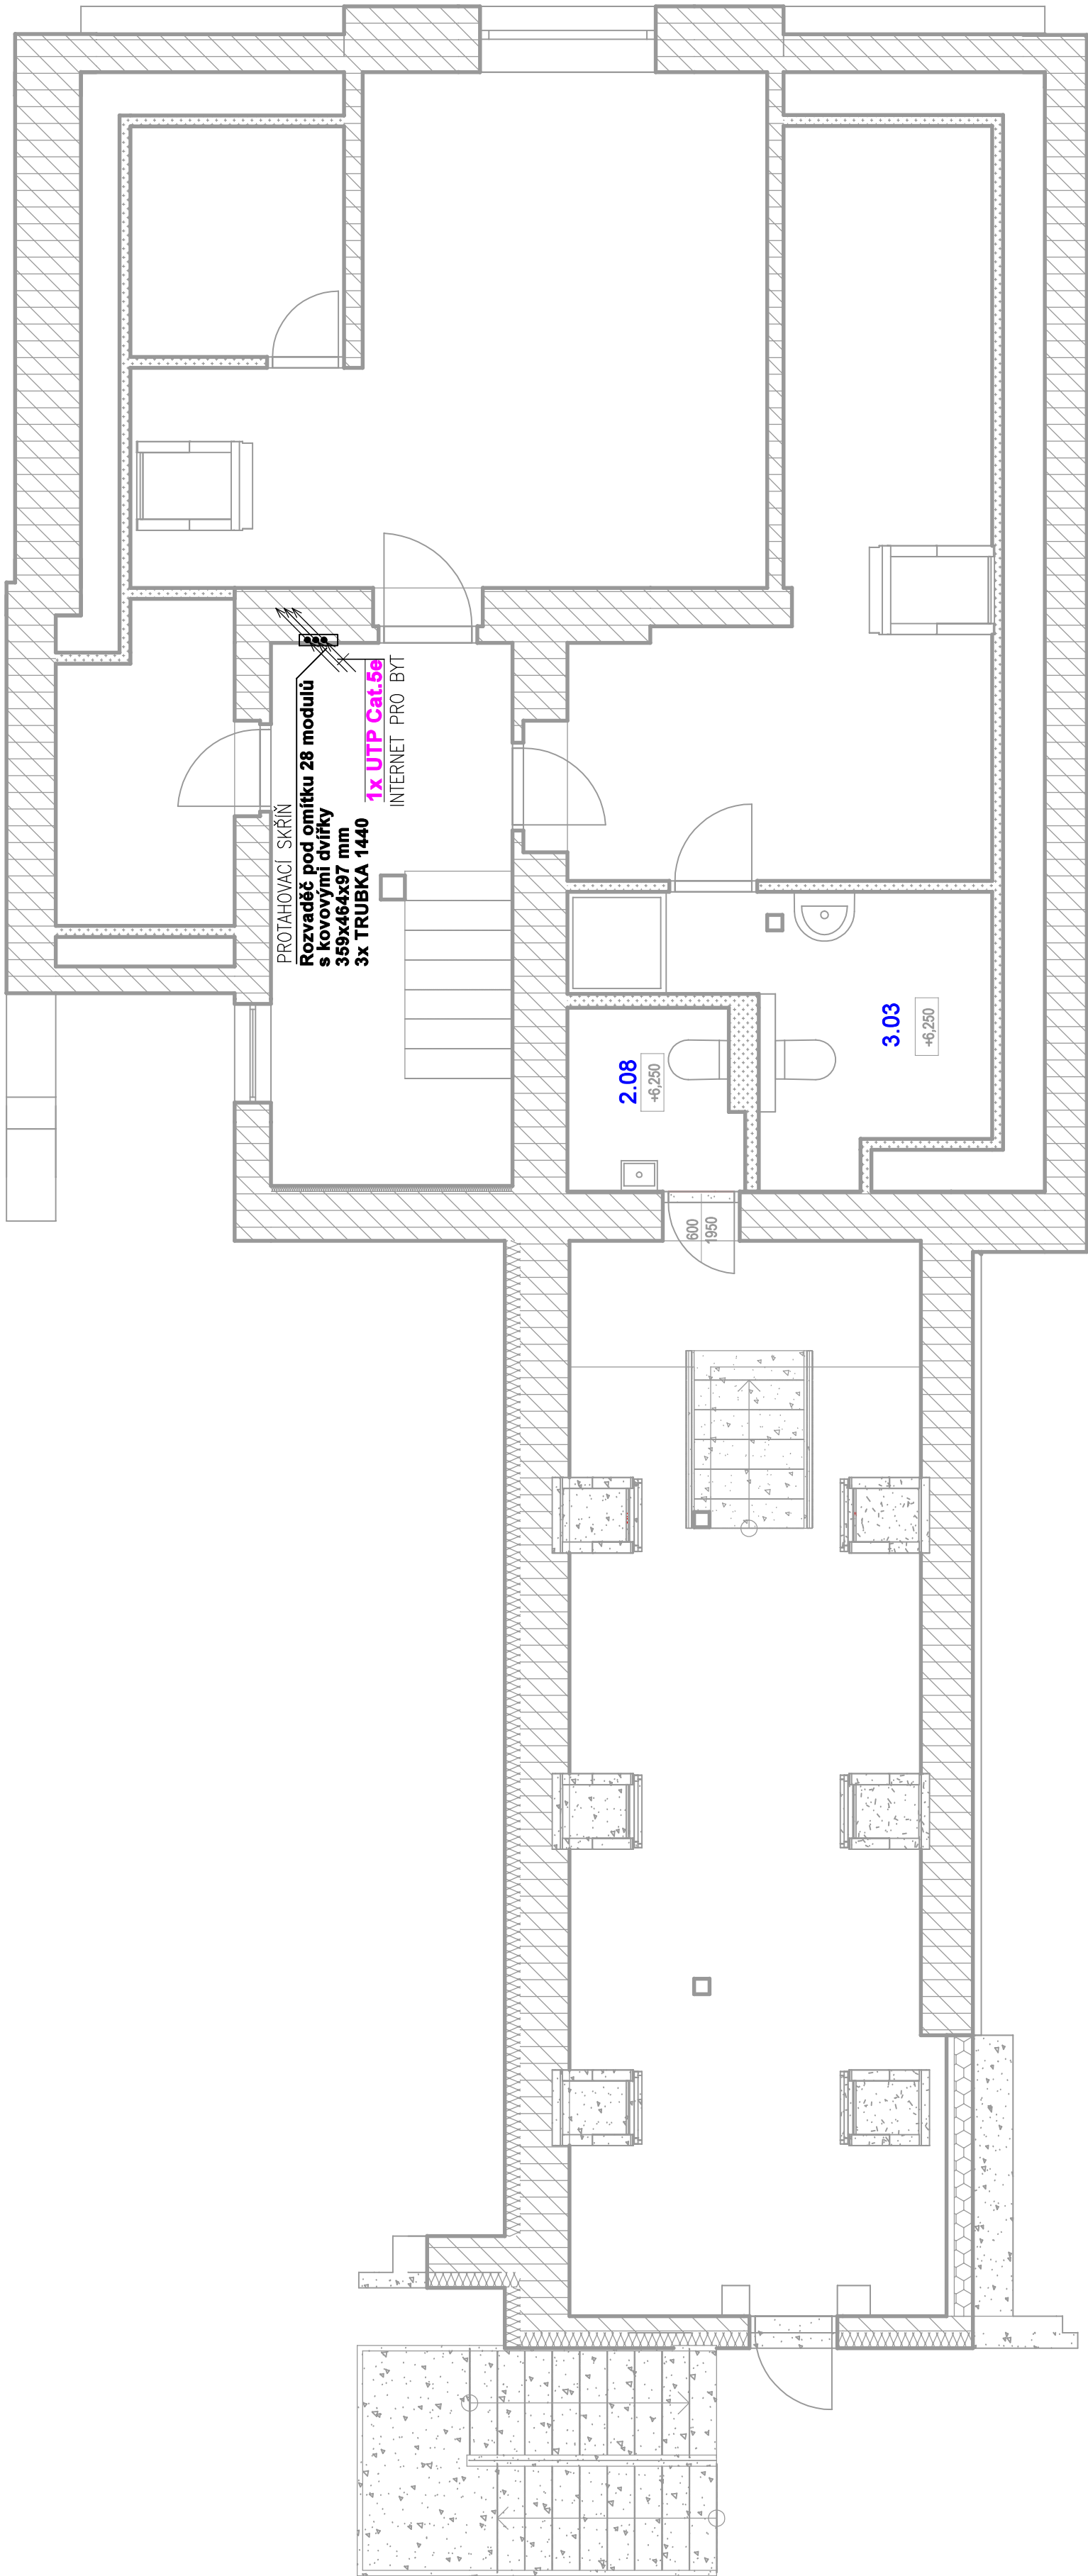 PROTAHOVACÍ SKŘÍŇ
Rozvaděč pod omítku 28 modulů
s kovovými dvířky
359x464x97 mm
3x TRUBKA 1440
1x UTP Cat.5e
INTERNET PRO BYT
2.08
+6,250
3.03
+6,250
600
1950